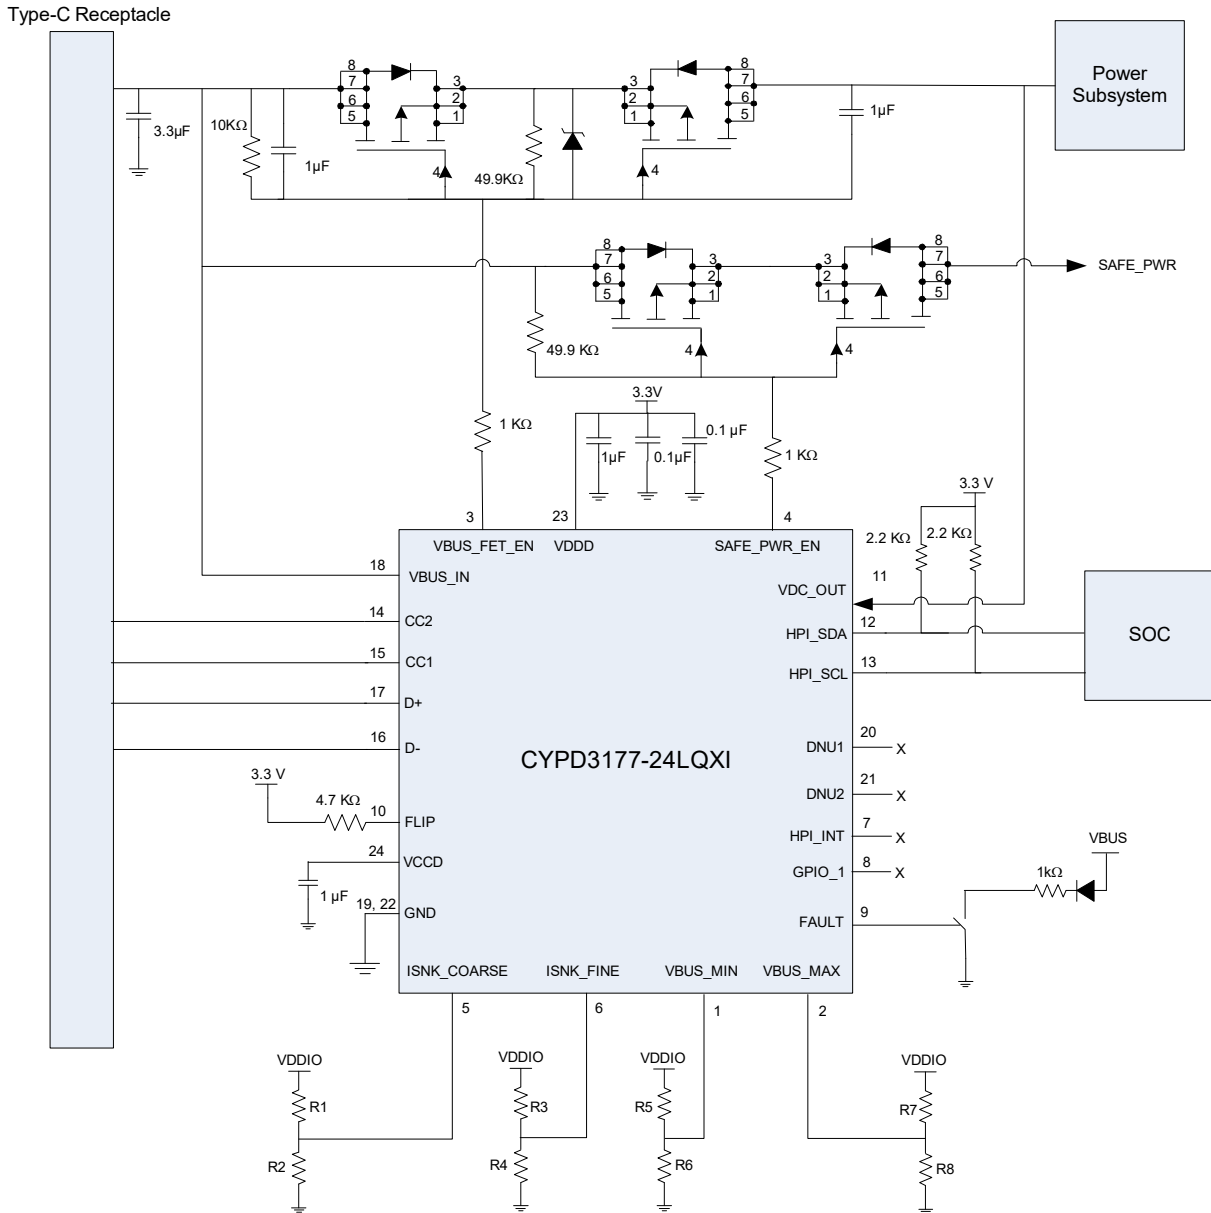 Type-C Receptacle
Power
Subsystem
8
7
6
5
3
2
1
4
3
2
1
8
7
6
5
4
3.3µF
10KΩ
1µF
49.9KΩ
1µF
8
7
6
5
3
2
1
4
3
2
1
8
7
6
5
4
SAFE_PWR
49.9 KΩ
3.3V
1 KΩ
1µF
0.1µF
0.1 µF
1 KΩ
3.3 V
2.2 KΩ
2.2 KΩ
3
23
4
VBUS_FET_EN
VDDD
SAFE_PWR_EN
18
VBUS_IN
11
VDC_OUT
14
CC2
12
HPI_SDA
SOC
15
CC1
13
HPI_SCL
17
D+
16
D-
20
DNU1
X
CYPD3177-24LQXI
21
DNU2
X
3.3 V
4.7 KΩ
10
FLIP
7
HPI_INT
X
24
VCCD
8
GPIO_1
X
VBUS
1kΩ
1 µF
19, 22
GND
9
FAULT
ISNK_COARSE
ISNK_FINE
VBUS_MIN
VBUS_MAX
5
6
1
2
VDDIO
VDDIO
VDDIO
VDDIO
R1
R3
R5
R7
R2
R4
R6
R8